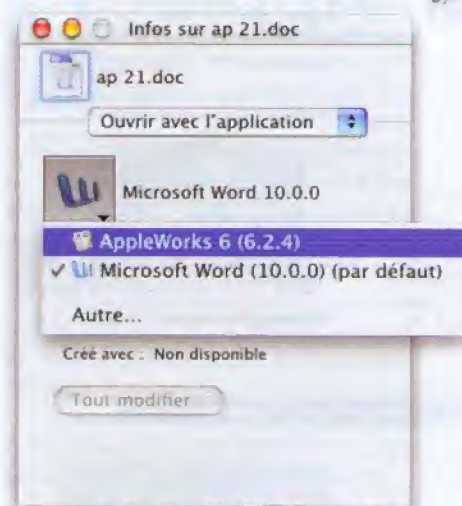 Infos sur ap 21.doc
ap 21.doc
Ouvrir avec l'application
Microsoft Word 10.0.0
AppleWorks 6 (6.2.4)
✓ Microsoft Word (10.0.0) (par défaut)
Autre...
Créé avec : Non disponible
Tout modifier